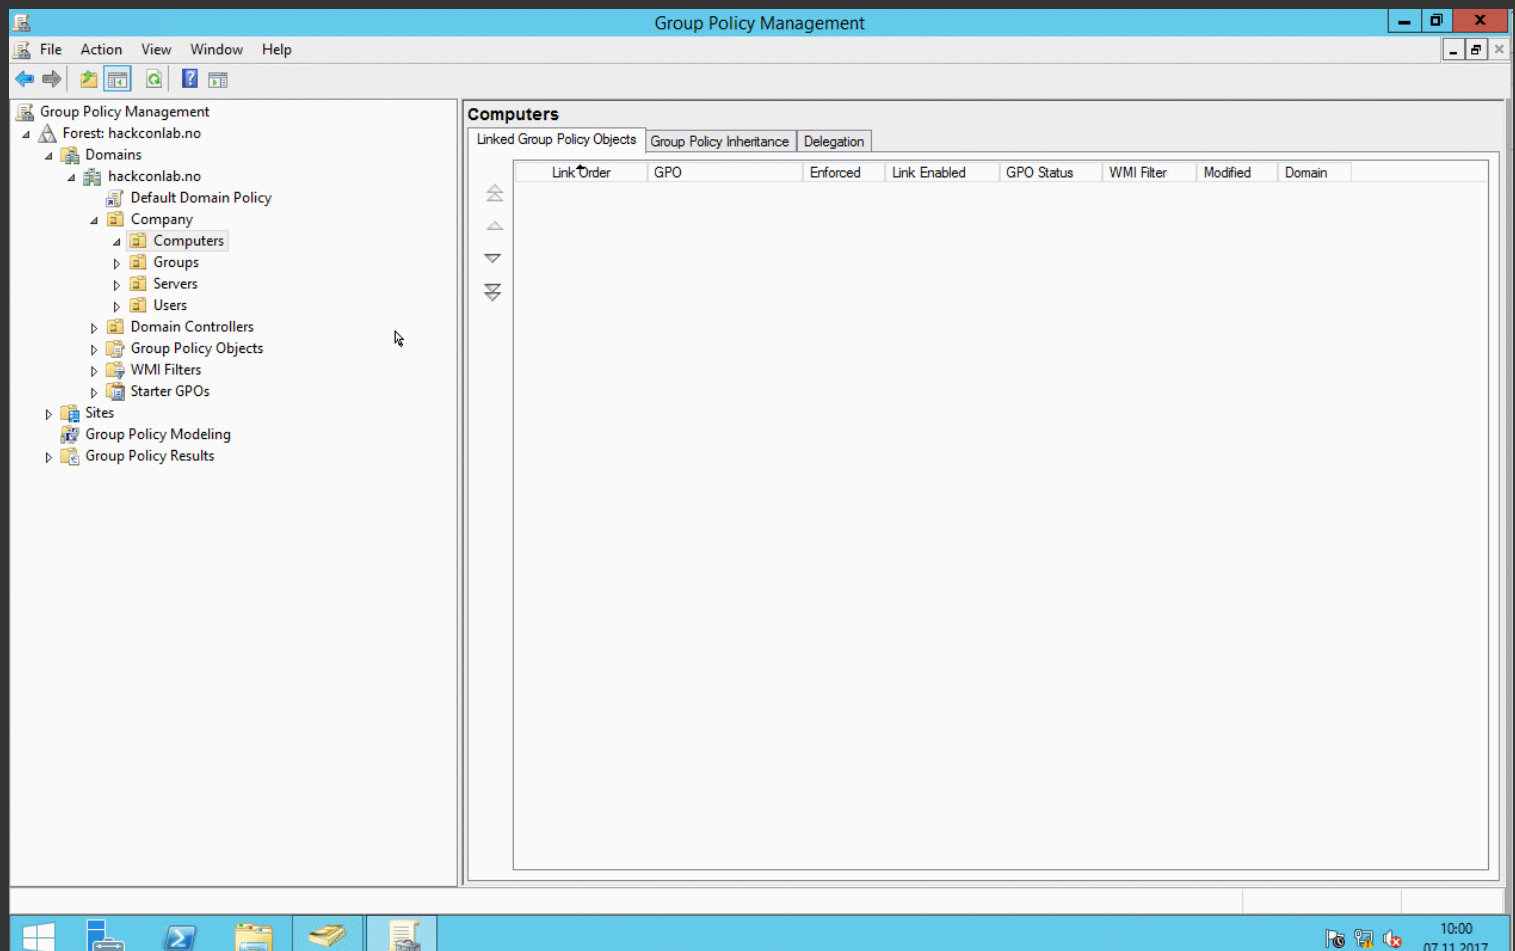 Group Policy Management
File Action View Window Help
Group Policy Management
Forest: hackconlab.no
Domains
hackconlab.no
Default Domain Policy
Company
Computers
Groups
Servers
Users
Domain Controllers
Group Policy Objects
WMI Filters
Starter GPOs
Sites
Group Policy Modeling
Group Policy Results
Computers
Linked Group Policy Objects Group Policy Inheritance Delegation
Link Order GPO Enforced Link Enabled GPO Status WMI Filter Modified Domain
10:00
07.11.2017